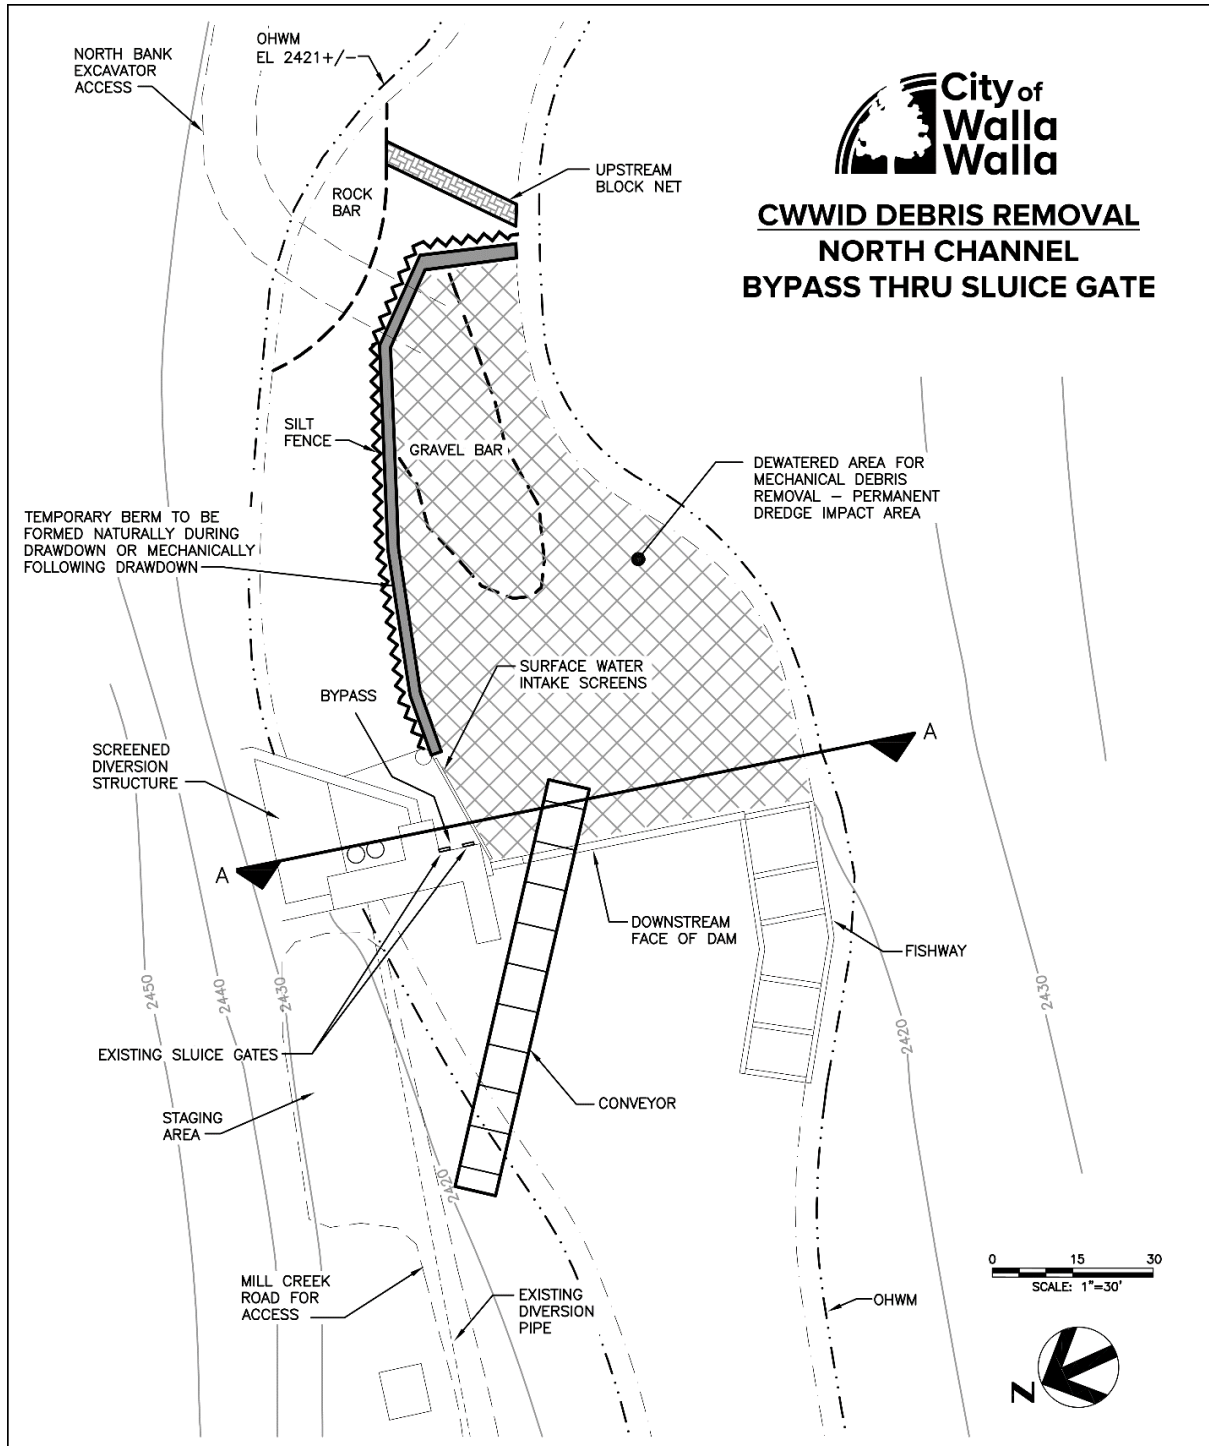 NORTH BANK
EXCAVATOR
ACCESS
OHWM
EL 2421+/-
City of
Walla
Walla
CWWID DEBRIS REMOVAL
NORTH CHANNEL
BYPASS THRU SLUICE GATE
UPSTREAM
BLOCK NET
ROCK
BAR
SILT
FENCE
GRAVEL BAR
DEWATERED AREA FOR
MECHANICAL DEBRIS
REMOVAL – PERMANENT
DREDGE IMPACT AREA
TEMPORARY BERM TO BE
FORMED NATURALLY DURING
DRAWDOWN OR MECHANICALLY
FOLLOWING DRAWDOWN
SURFACE WATER
INTAKE SCREENS
BYPASS
SCREENED
DIVERSION
STRUCTURE
A
A
DOWNSTREAM
FACE OF DAM
FISHWAY
2450
2440
2430
2420
2430
EXISTING SLUICE GATES
CONVEYOR
STAGING
AREA
2420
MILL CREEK
ROAD FOR
ACCESS
EXISTING
DIVERSION
PIPE
OHWM
0 15 30
SCALE: 1"=30'
N